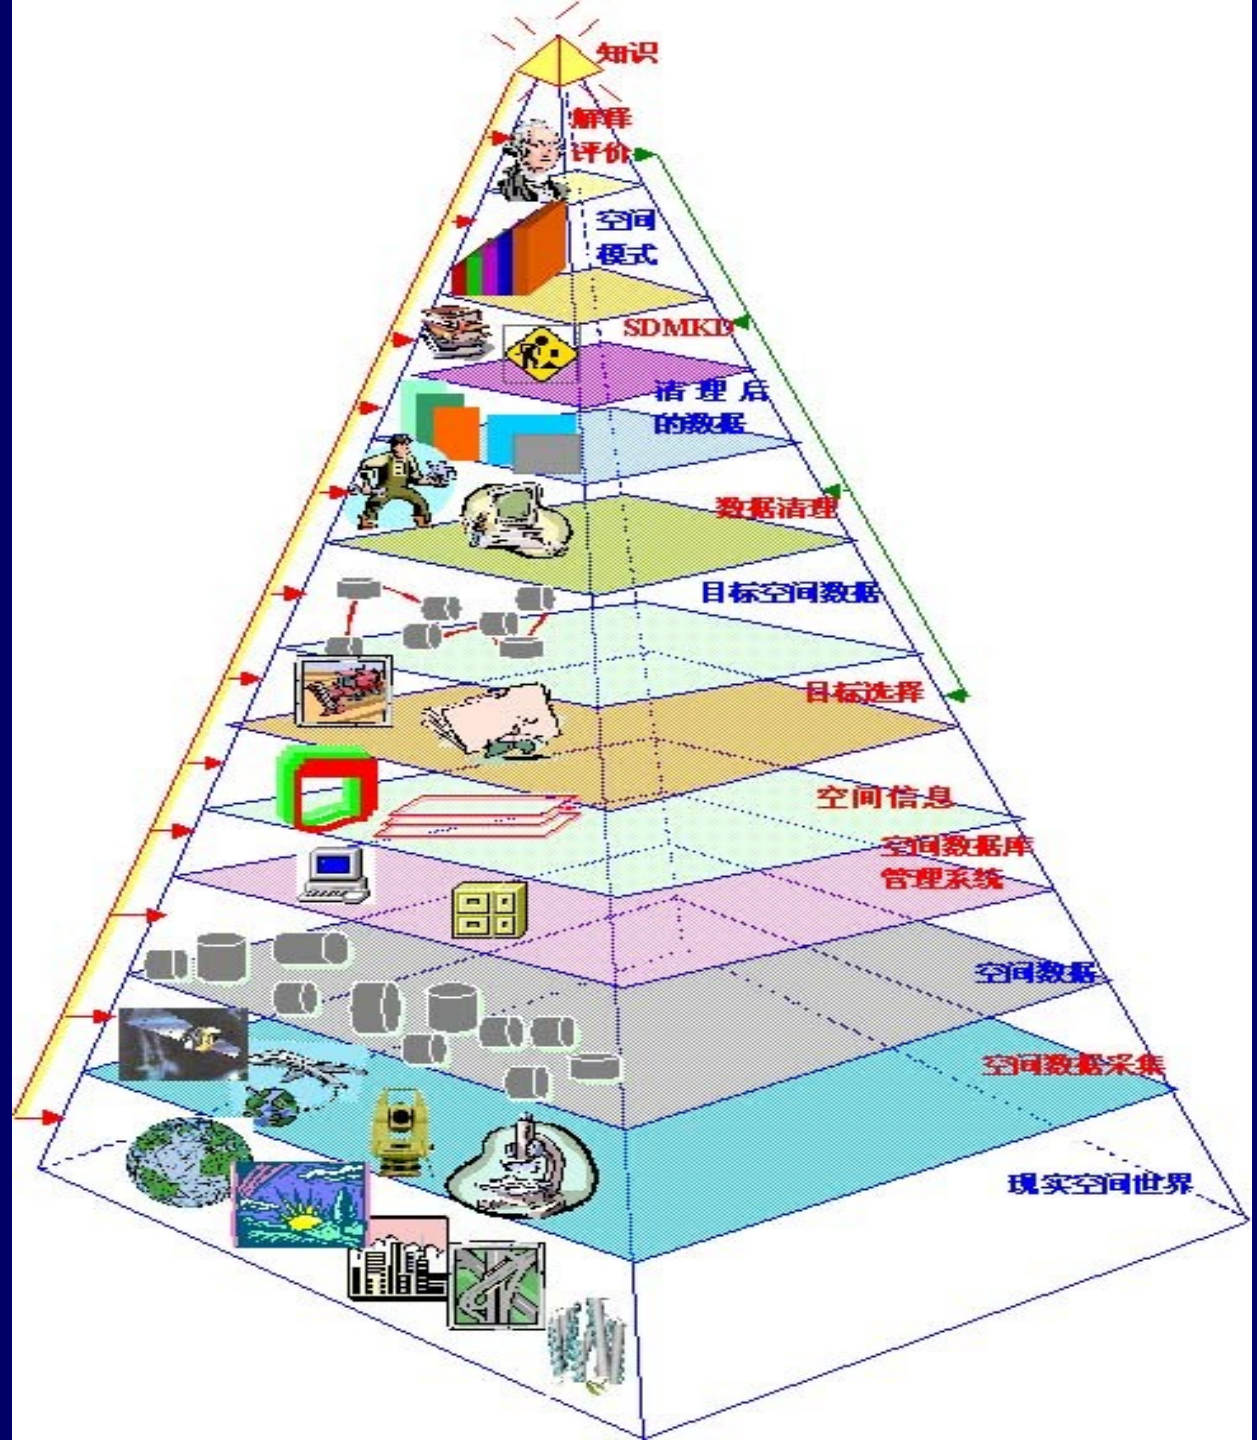 知识
解释
评价
空间
模式
SDMKD
清理后
的数据
数据清理
目标空间数据
目标选择
空间信息
空间数据库
管理系统
空间数据
空间数据采集
现实空间世界